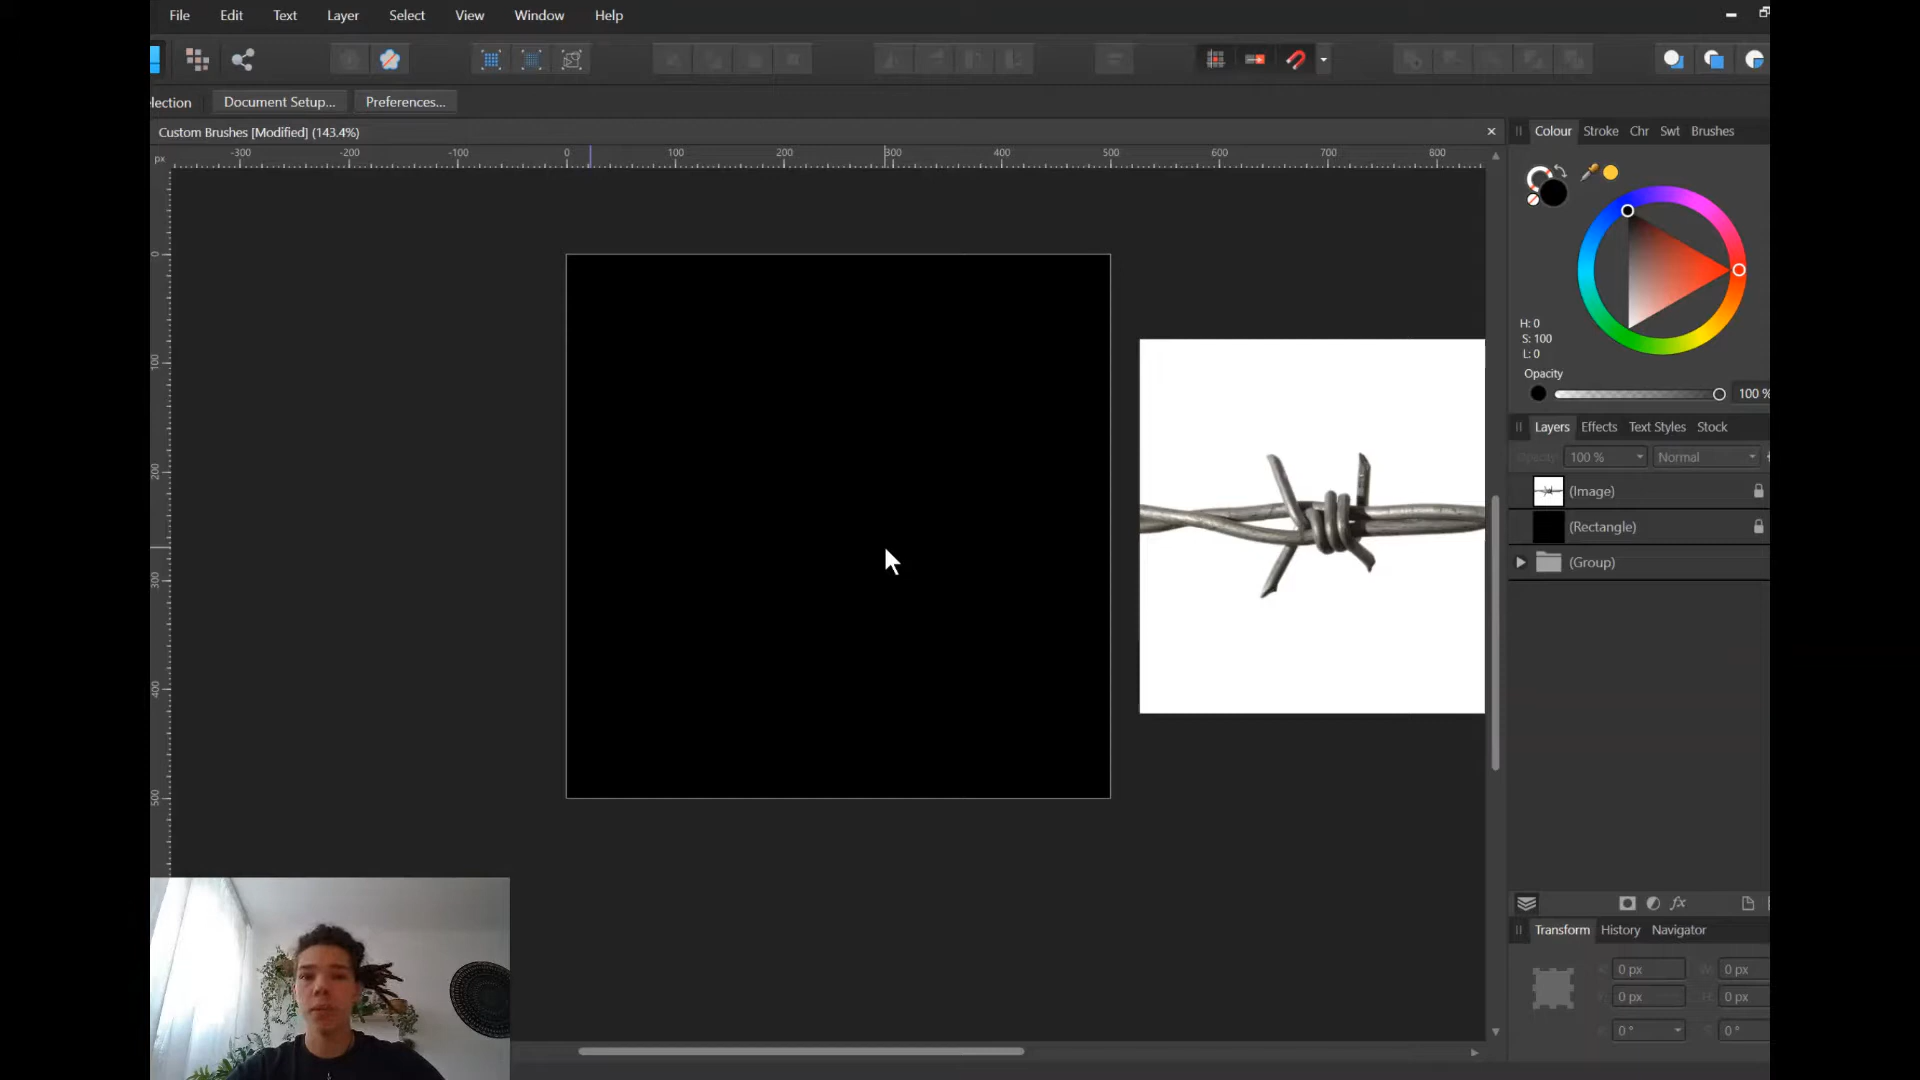 File Edit Text Layer Select View Window Help
lection Document Setup... Preferences...
Custom Brushes [Modified] (143.4%)
Colour Stroke Chr Swt Brushes
px -300 -200 -100 0 100 200 300 400 500 600 700 800
0
100
200
300
400
500
H: 0
S: 100
L: 0
Opacity
100 %
Layers Effects Text Styles Stock
Opacity: 100 % Normal
(Image)
(Rectangle)
(Group)
fx
Transform History Navigator
X: 0 px W: 0 px
Y: 0 px H: 0 px
R: 0 ° S: 0 °